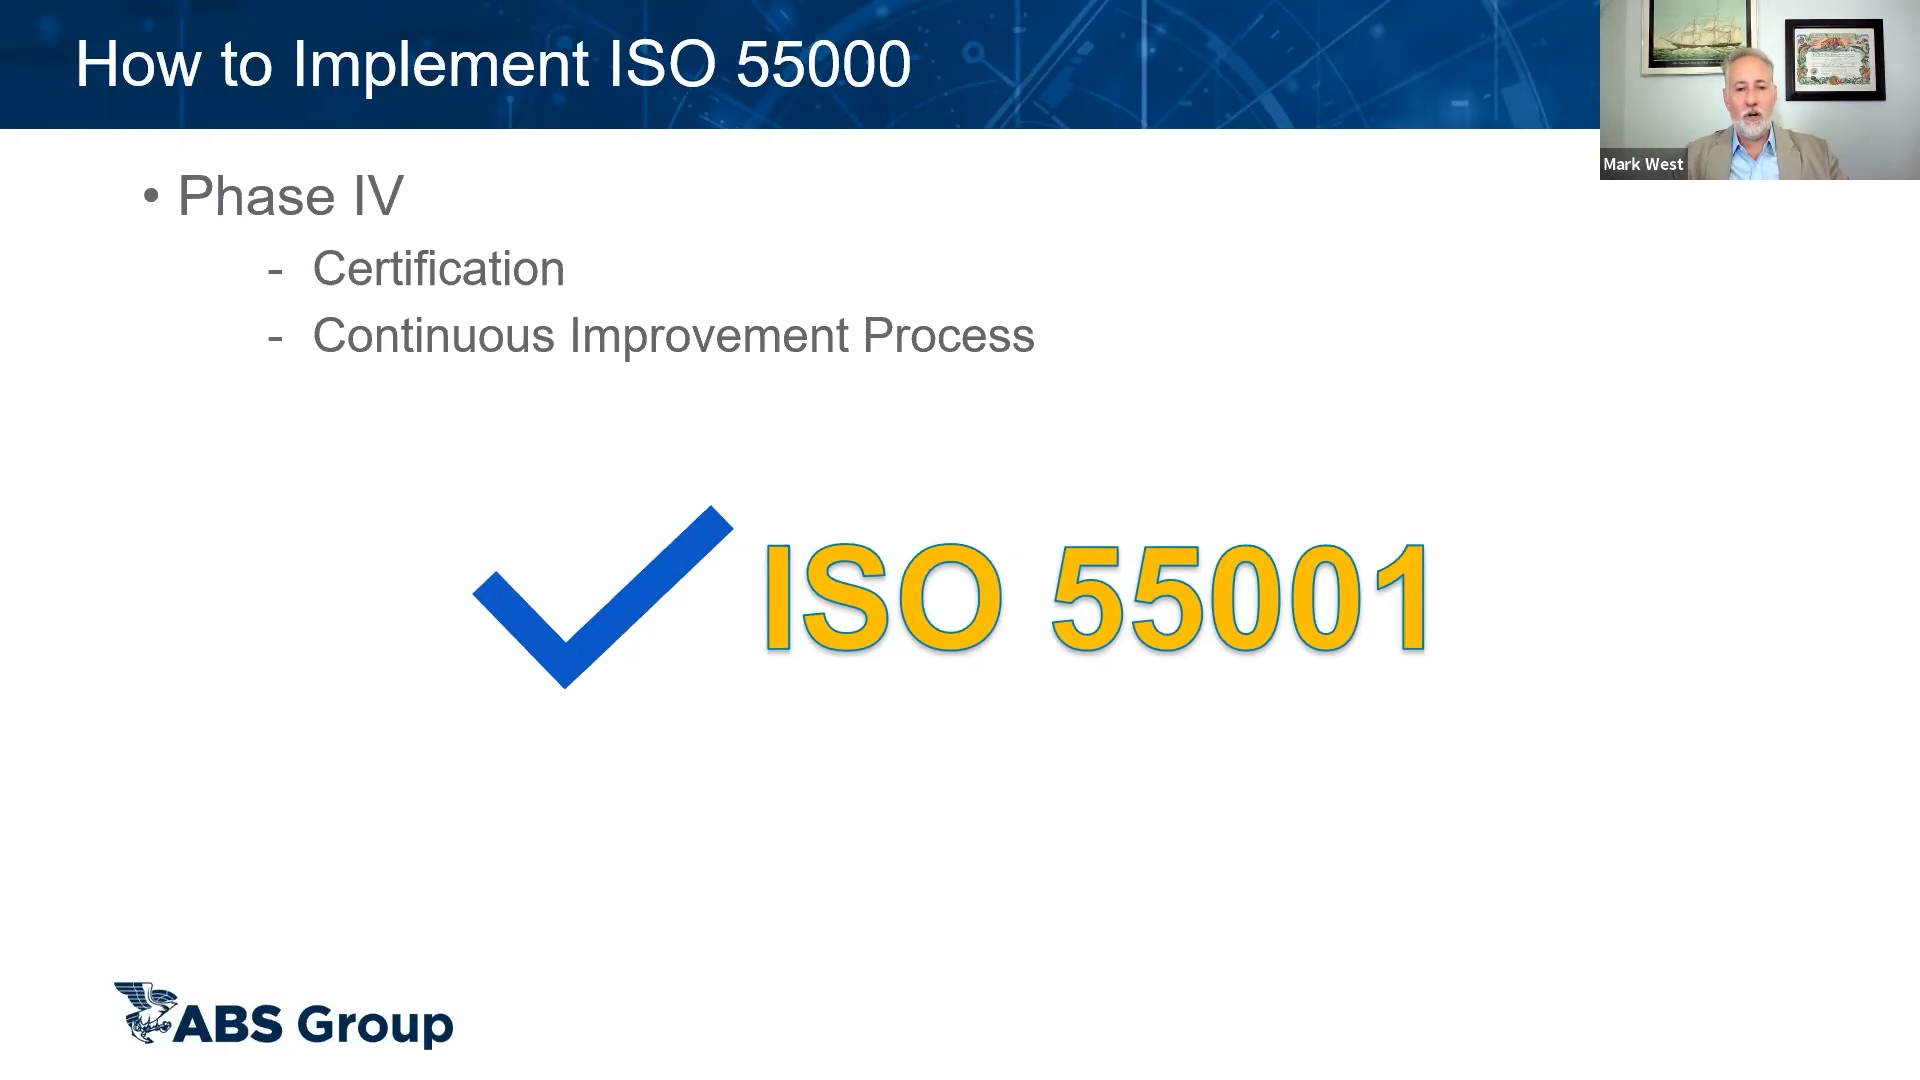 How to Implement ISO 55000
Mark West
• Phase IV
- Certification
- Continuous Improvement Process
ISO 55001
ABS Group